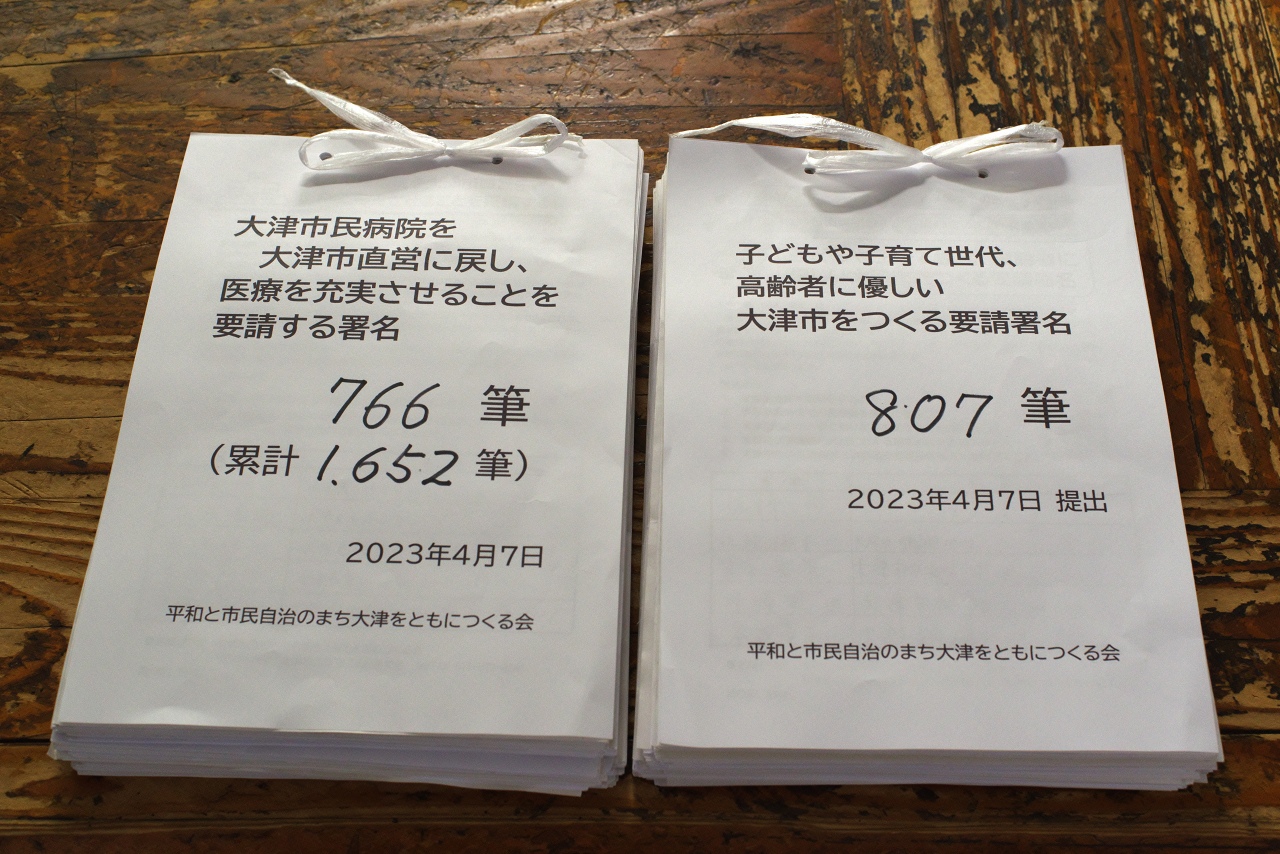 大津市民病院を
大津市直営に戻し、
医療を充実させることを
要請する署名
766 筆
(累計 1.652 筆)
2023年4月7日
平和と市民自治のまち大津をともにつくる会
子どもや子育て世代、
高齢者に優しい
大津市をつくる要請署名
807 筆
2023年4月7日 提出
平和と市民自治のまち大津をともにつくる会